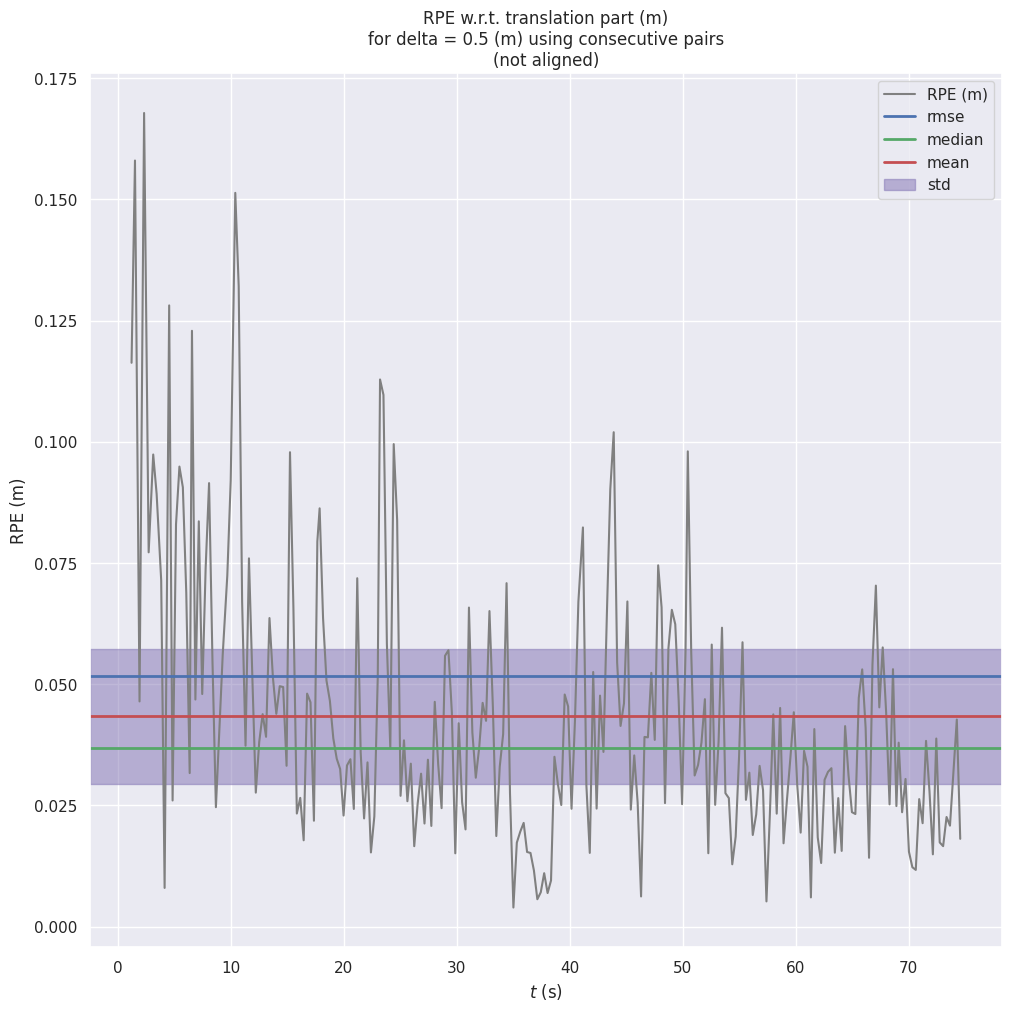 RPE w.r.t. translation part (m)
for delta = 0.5 (m) using consecutive pairs
(not aligned)
RPE (m)
rmse
median
mean
std
RPE (m)
0.175
0.150
0.125
0.100
0.075
0.050
0.025
0.000
0 10 20 30 40 50 60 70
t (s)